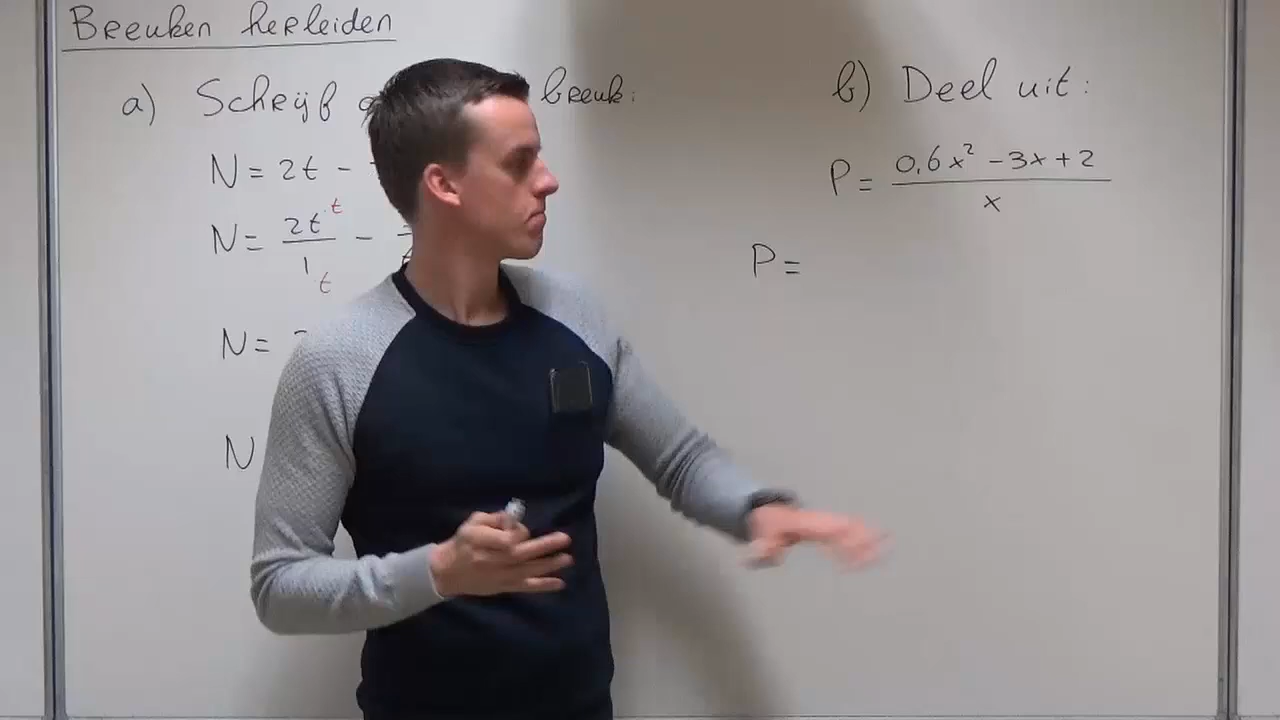 Breuken herleiden
a) Schrijf breuk:
N = 2t -
N = 2t t / 1 t -
N =
N
b) Deel uit:
P = 0,6x² - 3x + 2 / x
P =